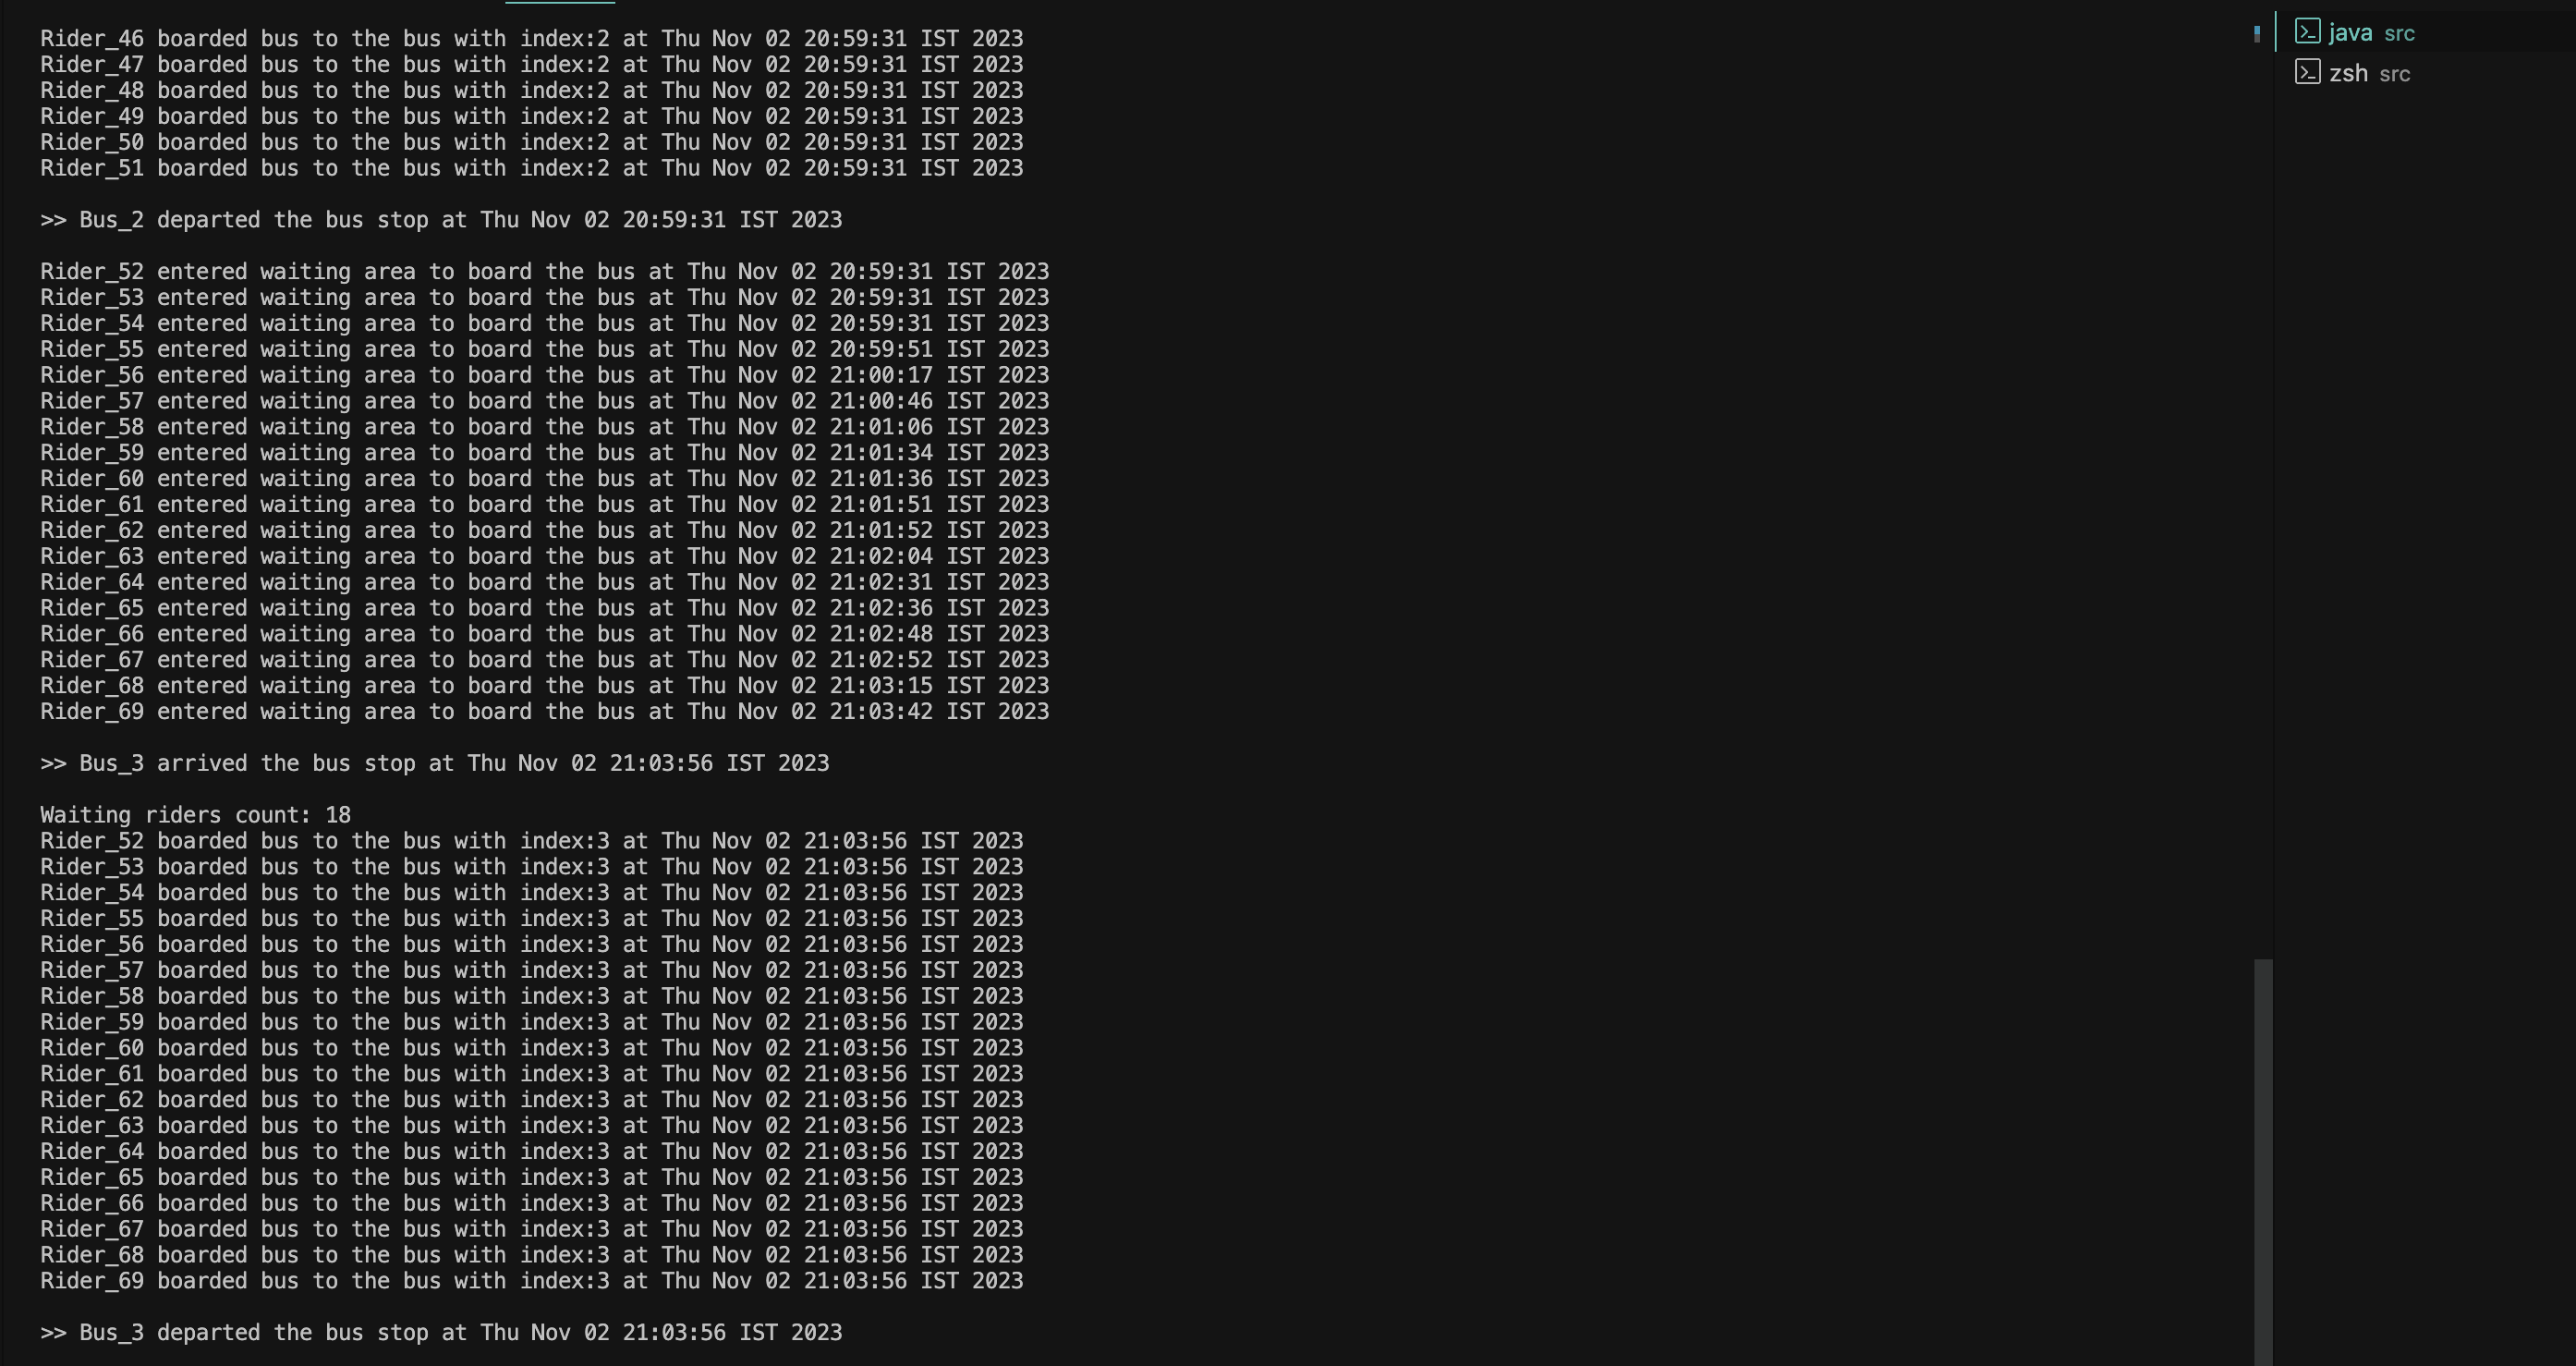 Rider_46 boarded bus to the bus with index:2 at Thu Nov 02 20:59:31 IST 2023
Rider_47 boarded bus to the bus with index:2 at Thu Nov 02 20:59:31 IST 2023
Rider_48 boarded bus to the bus with index:2 at Thu Nov 02 20:59:31 IST 2023
Rider_49 boarded bus to the bus with index:2 at Thu Nov 02 20:59:31 IST 2023
Rider_50 boarded bus to the bus with index:2 at Thu Nov 02 20:59:31 IST 2023
Rider_51 boarded bus to the bus with index:2 at Thu Nov 02 20:59:31 IST 2023
>> Bus_2 departed the bus stop at Thu Nov 02 20:59:31 IST 2023
Rider_52 entered waiting area to board the bus at Thu Nov 02 20:59:31 IST 2023
Rider_53 entered waiting area to board the bus at Thu Nov 02 20:59:31 IST 2023
Rider_54 entered waiting area to board the bus at Thu Nov 02 20:59:31 IST 2023
Rider_55 entered waiting area to board the bus at Thu Nov 02 20:59:51 IST 2023
Rider_56 entered waiting area to board the bus at Thu Nov 02 21:00:17 IST 2023
Rider_57 entered waiting area to board the bus at Thu Nov 02 21:00:46 IST 2023
Rider_58 entered waiting area to board the bus at Thu Nov 02 21:01:06 IST 2023
Rider_59 entered waiting area to board the bus at Thu Nov 02 21:01:34 IST 2023
Rider_60 entered waiting area to board the bus at Thu Nov 02 21:01:36 IST 2023
Rider_61 entered waiting area to board the bus at Thu Nov 02 21:01:51 IST 2023
Rider_62 entered waiting area to board the bus at Thu Nov 02 21:01:52 IST 2023
Rider_63 entered waiting area to board the bus at Thu Nov 02 21:02:04 IST 2023
Rider_64 entered waiting area to board the bus at Thu Nov 02 21:02:31 IST 2023
Rider_65 entered waiting area to board the bus at Thu Nov 02 21:02:36 IST 2023
Rider_66 entered waiting area to board the bus at Thu Nov 02 21:02:48 IST 2023
Rider_67 entered waiting area to board the bus at Thu Nov 02 21:02:52 IST 2023
Rider_68 entered waiting area to board the bus at Thu Nov 02 21:03:15 IST 2023
Rider_69 entered waiting area to board the bus at Thu Nov 02 21:03:42 IST 2023
>> Bus_3 arrived the bus stop at Thu Nov 02 21:03:56 IST 2023
Waiting riders count: 18
Rider_52 boarded bus to the bus with index:3 at Thu Nov 02 21:03:56 IST 2023
Rider_53 boarded bus to the bus with index:3 at Thu Nov 02 21:03:56 IST 2023
Rider_54 boarded bus to the bus with index:3 at Thu Nov 02 21:03:56 IST 2023
Rider_55 boarded bus to the bus with index:3 at Thu Nov 02 21:03:56 IST 2023
Rider_56 boarded bus to the bus with index:3 at Thu Nov 02 21:03:56 IST 2023
Rider_57 boarded bus to the bus with index:3 at Thu Nov 02 21:03:56 IST 2023
Rider_58 boarded bus to the bus with index:3 at Thu Nov 02 21:03:56 IST 2023
Rider_59 boarded bus to the bus with index:3 at Thu Nov 02 21:03:56 IST 2023
Rider_60 boarded bus to the bus with index:3 at Thu Nov 02 21:03:56 IST 2023
Rider_61 boarded bus to the bus with index:3 at Thu Nov 02 21:03:56 IST 2023
Rider_62 boarded bus to the bus with index:3 at Thu Nov 02 21:03:56 IST 2023
Rider_63 boarded bus to the bus with index:3 at Thu Nov 02 21:03:56 IST 2023
Rider_64 boarded bus to the bus with index:3 at Thu Nov 02 21:03:56 IST 2023
Rider_65 boarded bus to the bus with index:3 at Thu Nov 02 21:03:56 IST 2023
Rider_66 boarded bus to the bus with index:3 at Thu Nov 02 21:03:56 IST 2023
Rider_67 boarded bus to the bus with index:3 at Thu Nov 02 21:03:56 IST 2023
Rider_68 boarded bus to the bus with index:3 at Thu Nov 02 21:03:56 IST 2023
Rider_69 boarded bus to the bus with index:3 at Thu Nov 02 21:03:56 IST 2023
>> Bus_3 departed the bus stop at Thu Nov 02 21:03:56 IST 2023
java src
zsh src